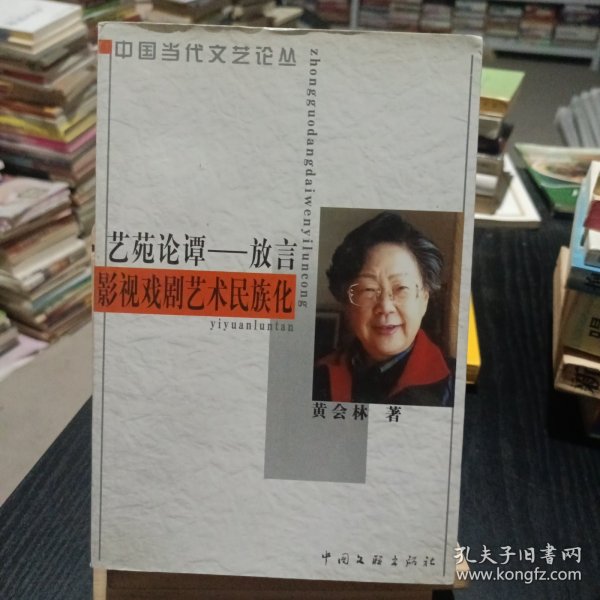 中国当代文艺论丛
zhongguodangdaiwenyiluncong
艺苑论谭——放言
影视戏剧艺术民族化
yiyuanluntan
黄会林 著
中国文联出版社
孔夫子旧书网
www.kongfz.com